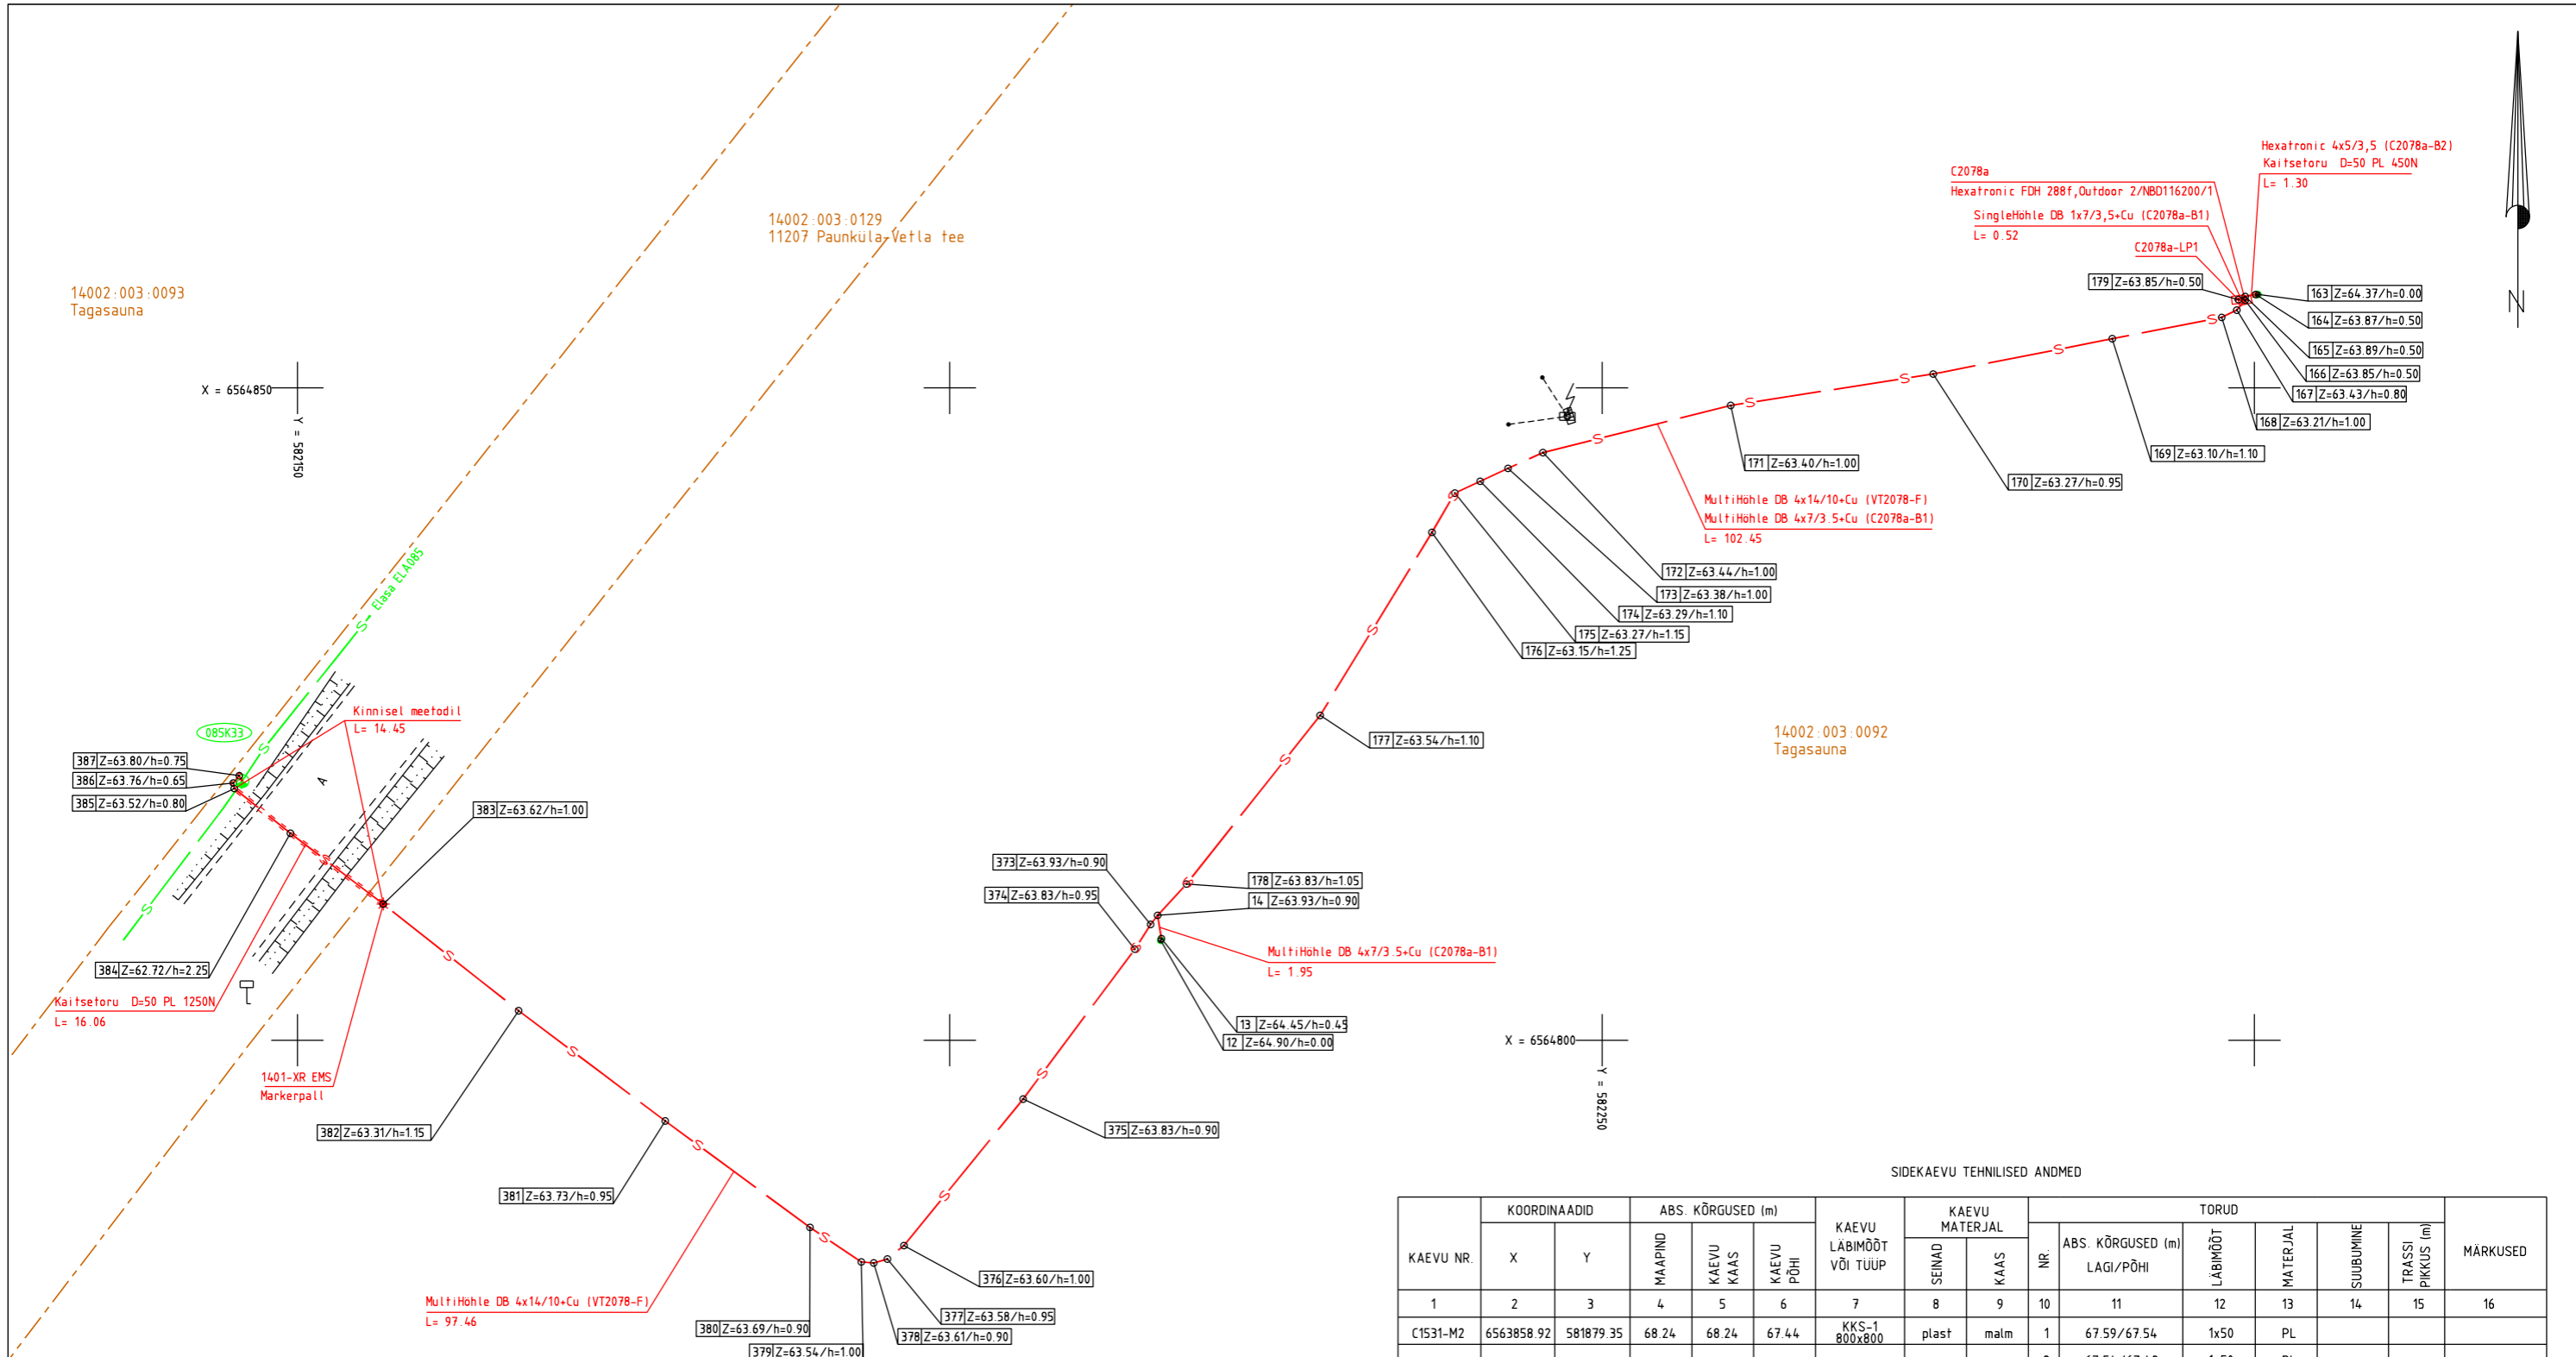 14002:003:0129
11207 Paunküla-Vetla tee
14002:003:0093
Tagasauna
X = 6564850
Y = 582150
Hexatronic 4x5/3,5 (C2078a-B2)
Kaitsetoru D=50 PL 450N
L= 1.30
C2078a
Hexatronic FDH 288f,Outdoor 2/NBD116200/1
SingleHöhle DB 1x7/3,5+Cu (C2078a-B1)
L= 0.52
C2078a-LP1
179 Z=63.85/h=0.50
163 Z=64.37/h=0.00
164 Z=63.87/h=0.50
165 Z=63.89/h=0.50
166 Z=63.85/h=0.50
167 Z=63.43/h=0.80
168 Z=63.21/h=1.00
169 Z=63.10/h=1.10
170 Z=63.27/h=0.95
171 Z=63.40/h=1.00
N
MultiHöhle DB 4x14/10+Cu (VT2078-F)
MultiHöhle DB 4x7/3.5+Cu (C2078a-B1)
L= 102.45
172 Z=63.44/h=1.00
173 Z=63.38/h=1.00
174 Z=63.29/h=1.10
175 Z=63.27/h=1.15
176 Z=63.15/h=1.25
177 Z=63.54/h=1.10
14002:003:0092
Tagasauna
Elasa ELA085
085K33
Kinnisel meetodil
L= 14.45
387 Z=63.80/h=0.75
386 Z=63.76/h=0.65
385 Z=63.52/h=0.80
A
383 Z=63.62/h=1.00
384 Z=62.72/h=2.25
Kaitsetoru D=50 PL 1250N
L= 16.06
1401-XR EMS
Markerpall
373 Z=63.93/h=0.90
374 Z=63.83/h=0.95
178 Z=63.83/h=1.05
14 Z=63.93/h=0.90
MultiHöhle DB 4x7/3.5+Cu (C2078a-B1)
L= 1.95
13 Z=64.45/h=0.45
12 Z=64.90/h=0.00
X = 6564800
Y = 582250
382 Z=63.31/h=1.15
375 Z=63.83/h=0.90
381 Z=63.73/h=0.95
376 Z=63.60/h=1.00
377 Z=63.58/h=0.95
378 Z=63.61/h=0.90
380 Z=63.69/h=0.90
379 Z=63.54/h=1.00
MultiHöhle DB 4x14/10+Cu (VT2078-F)
L= 97.46
SIDEKAEVU TEHNILISED ANDMED
KAEVU NR. KOORDINAADID X Y
ABS. KÕRGUSED (m) MAAPIND KAEVU KAAS KAEVU PÕHI
KAEVU LÄBIMÕÕT VÕI TÜÜP
KAEVU MATERJAL SEINAD KAAS
TORUD NR. ABS. KÕRGUSED (m) LAGI/PÕHI LÄBIMÕÕT MATERJAL SUUBUMINE TRASSI PIKKUS (m)
MÄRKUSED
1 2 3 4 5 6 7 8 9 10 11 12 13 14 15 16
C1531-M2 6563858.92 581879.35 68.24 68.24 67.44 KKS-1 800x800 plast malm 1 67.59/67.54 1x50 PL